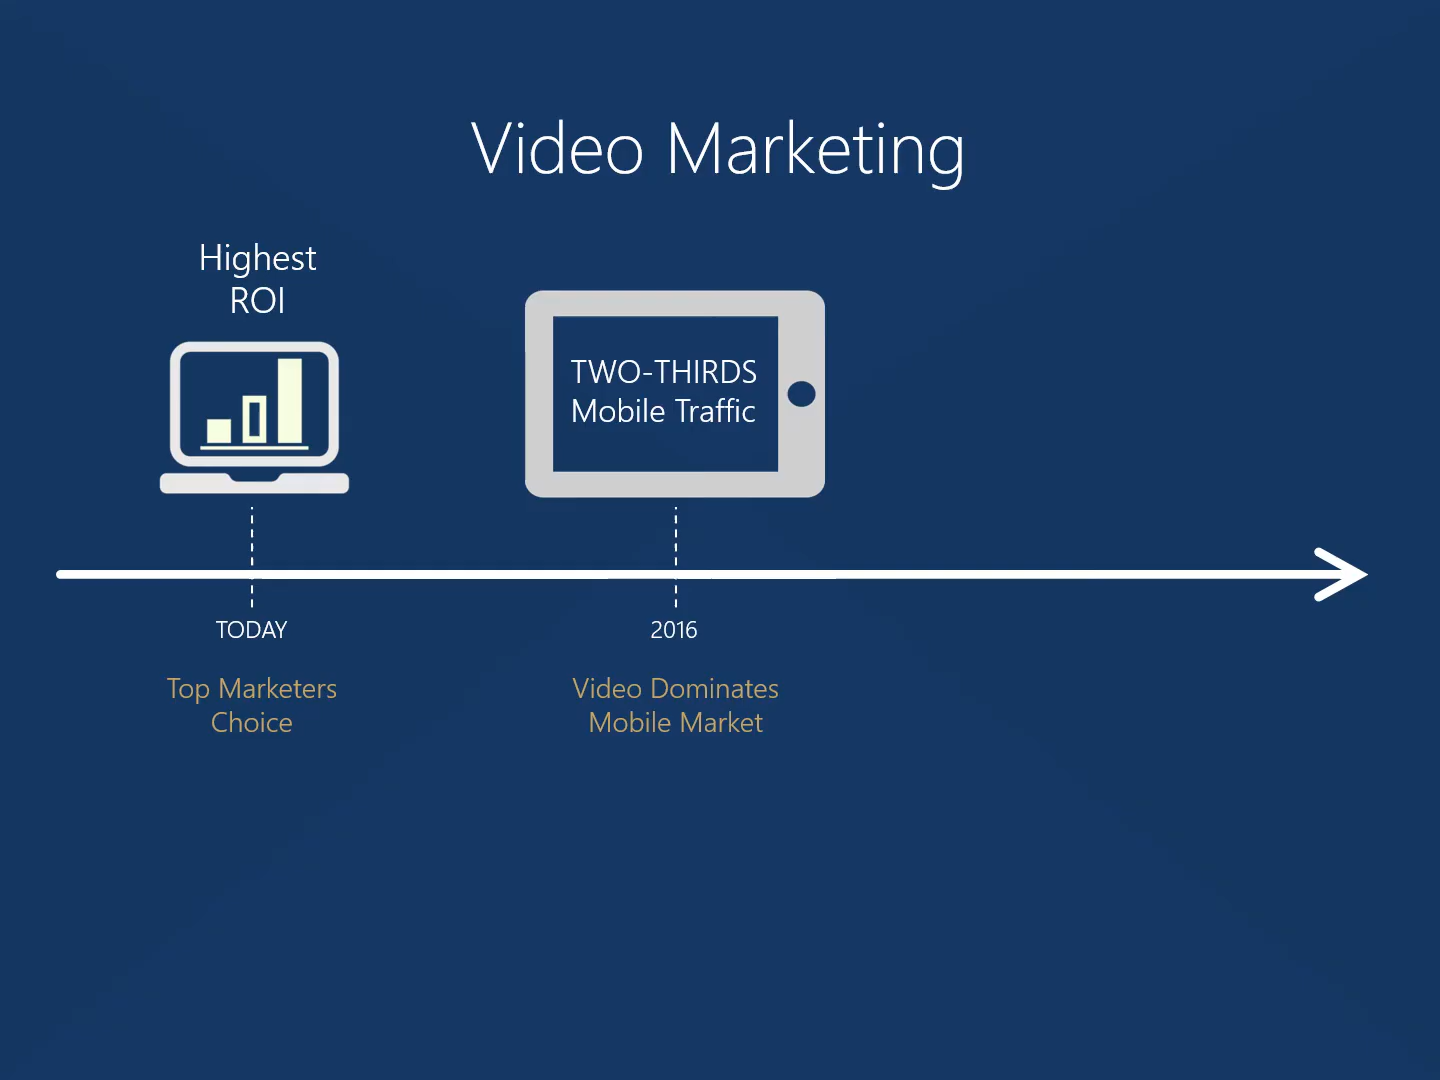 Video Marketing
Highest
ROI
TWO-THIRDS
Mobile Traffic
TODAY
2016
Top Marketers
Choice
Video Dominates
Mobile Market